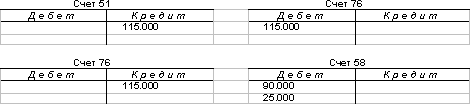 Счет 51 Счет 76
Дебет Кредит Дебет Кредит
115.000 115.000
Счет 76 Счет 58
Дебет Кредит Дебет Кредит
115.000 90.000
25.000